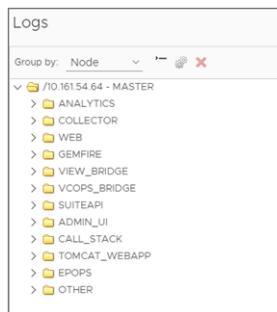 Logs
Group by: Node
/10.161.54.64 - MASTER
ANALYTICS
COLLECTOR
WEB
GEMFIRE
VIEW_BRIDGE
VCOPS_BRIDGE
SUITEAPI
ADMIN_UI
CALL_STACK
TOMCAT_WEBAPP
EPOPS
OTHER